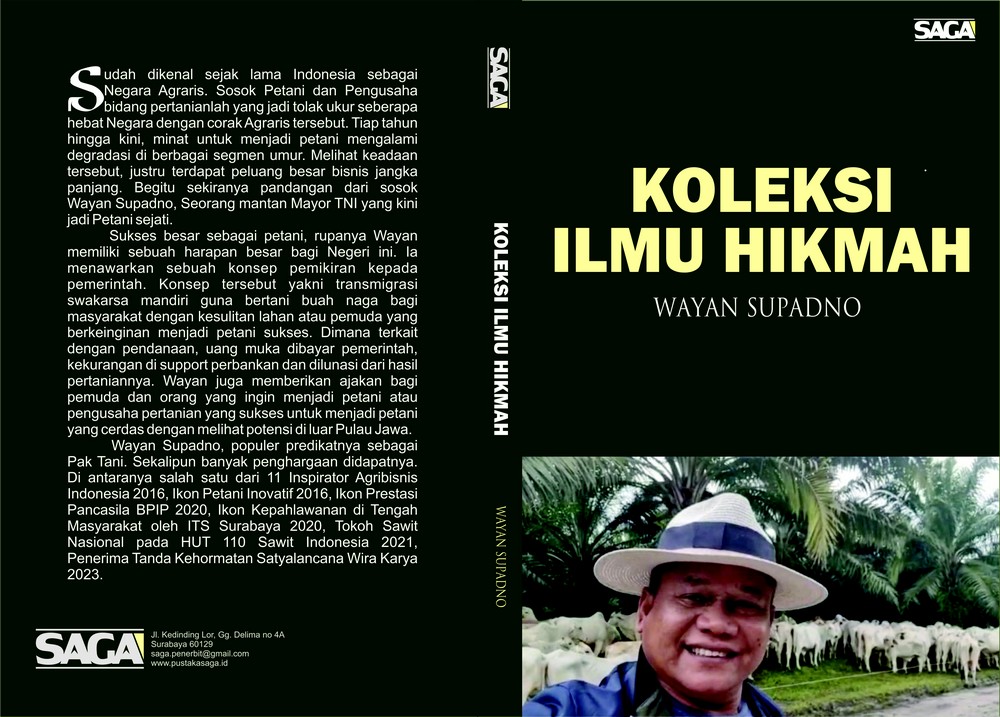 Sudah dikenal sejak lama Indonesia sebagai
Negara Agraris. Sosok Petani dan Pengusaha
bidang pertanianlah yang jadi tolak ukur seberapa
hebat Negara dengan corak Agraris tersebut. Tiap tahun
hingga kini, minat untuk menjadi petani mengalami
degradasi di berbagai segmen umur. Melihat keadaan
tersebut, justru terdapat peluang besar bisnis jangka
panjang. Begitu sekiranya pandangan dari sosok
Wayan Supadno, Seorang mantan Mayor TNI yang kini
jadi Petani sejati.
Sukses besar sebagai petani, rupanya Wayan
memiliki sebuah harapan besar bagi Negeri ini. Ia
menawarkan sebuah konsep pemikiran kepada
pemerintah. Konsep tersebut yakni transmigrasi
swakarsa mandiri guna bertani buah naga bagi
masyarakat dengan kesulitan lahan atau pemuda yang
berkeinginan menjadi petani sukses. Dimana terkait
dengan pendanaan, uang muka dibayar pemerintah,
kekurangan di support perbankan dan dilunasi dari hasil
pertaniannya. Wayan juga memberikan ajakan bagi
pemuda dan orang yang ingin menjadi petani atau
pengusaha pertanian yang sukses untuk menjadi petani
yang cerdas dengan melihat potensi di luar Pulau Jawa.
Wayan Supadno, populer predikatnya sebagai
Pak Tani. Sekalipun banyak penghargaan didapatnya.
Di antaranya salah satu dari 11 Inspirator Agribisnis
Indonesia 2016, Ikon Petani Inovatif 2016, Ikon Prestasi
Pancasila BPIP 2020, Ikon Kepahlawanan di Tengah
Masyarakat oleh ITS Surabaya 2020, Tokoh Sawit
Nasional pada HUT 110 Sawit Indonesia 2021,
Penerima Tanda Kehormatan Satyalancana Wira Karya
2023.
SAGA
Jl. Kedinding Lor, Gg. Delima no 4A
Surabaya 60129
saga.penerbit@gmail.com
www.pustakasaga.id
SAGA
KOLEKSI ILMU HIKMAH
WAYAN SUPADNO
SAGA
KOLEKSI
ILMU HIKMAH
WAYAN SUPADNO